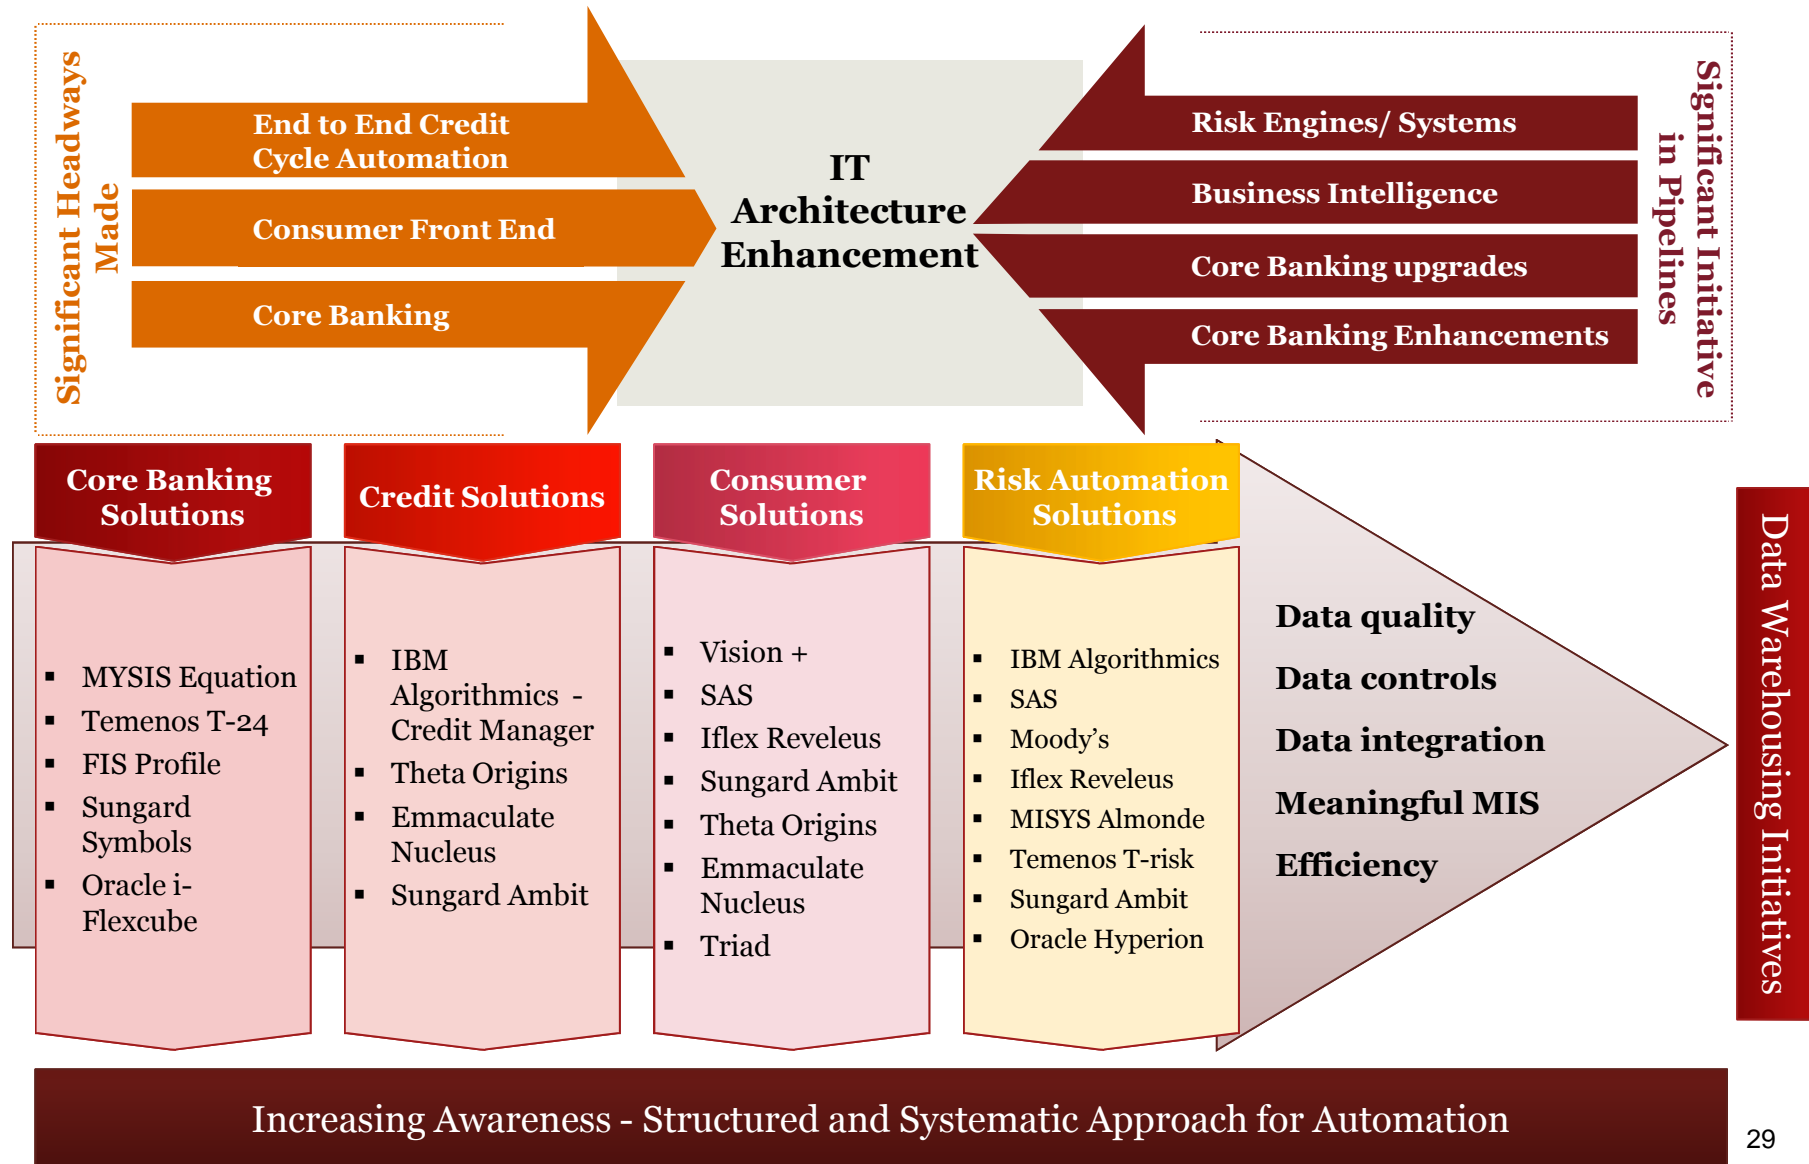 Significant Headways
Made
End to End Credit
Cycle Automation
Consumer Front End
Core Banking
IT
Architecture
Enhancement
Risk Engines/ Systems
Business Intelligence
Core Banking upgrades
Core Banking Enhancements
Significant Initiative
in Pipelines
Core Banking
Solutions
▪ MYSIS Equation
▪ Temenos T-24
▪ FIS Profile
▪ Sungard
Symbols
▪ Oracle i-
Flexcube
Credit Solutions
▪ IBM
Algorithmics -
Credit Manager
▪ Theta Origins
▪ Emmaculate
Nucleus
▪ Sungard Ambit
Consumer
Solutions
▪ Vision +
▪ SAS
▪ Iflex Reveleus
▪ Sungard Ambit
▪ Theta Origins
▪ Emmaculate
Nucleus
▪ Triad
Risk Automation
Solutions
▪ IBM Algorithmics
▪ SAS
▪ Moody’s
▪ Iflex Reveleus
▪ MISYS Almonde
▪ Temenos T-risk
▪ Sungard Ambit
▪ Oracle Hyperion
Data quality
Data controls
Data integration
Meaningful MIS
Efficiency
Data Warehousing Initiatives
Increasing Awareness - Structured and Systematic Approach for Automation
29